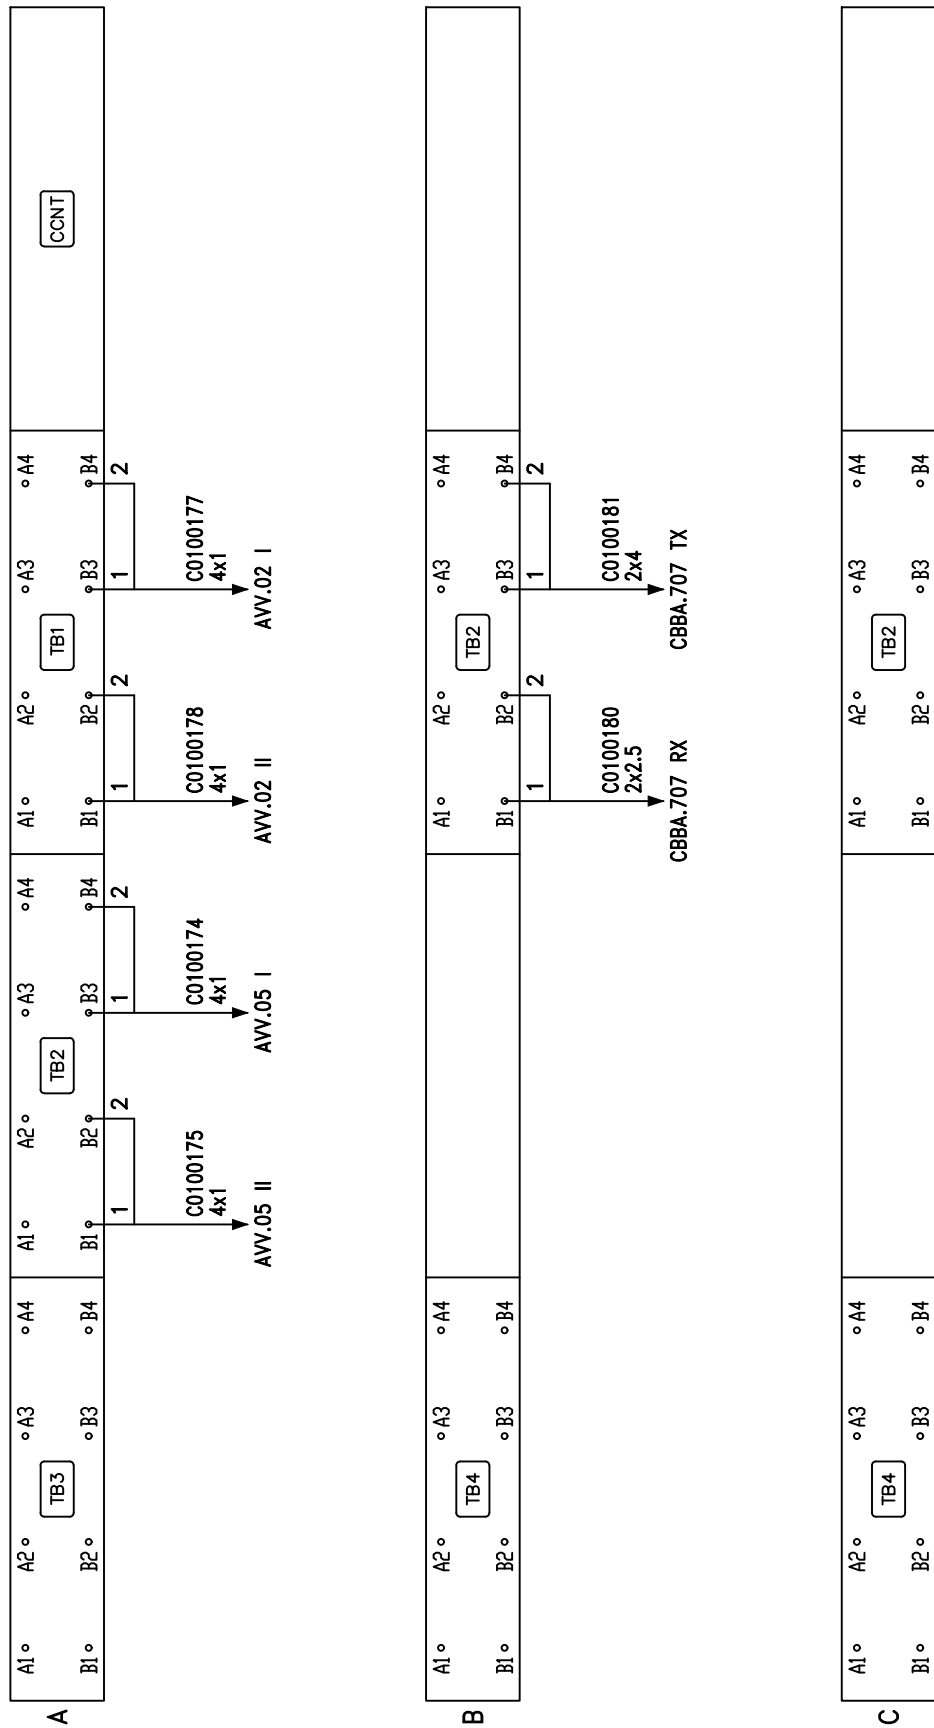 A1 A2 A3 A4 A1 A2 A3 A4 A1 A2 A3 A4
A TB3 TB2 TB1 CCNT
B1 B2 B3 B4 B1 B2 B3 B4 B1 B2 B3 B4
1 2 1 2 1 2 1 2
C0100175 C0100174 C0100178 C0100177
4x1 4x1 4x1 4x1
AVV.05 II AVV.05 I AVV.02 II AVV.02 I
A1 A2 A3 A4 A1 A2 A3 A4
B TB4 TB2
B1 B2 B3 B4 B1 B2 B3 B4
1 2 1 2
C0100180 C0100181
2x2.5 2x4
CBBA.707 RX CBBA.707 TX
A1 A2 A3 A4 A1 A2 A3 A4
C TB4 TB2
B1 B2 B3 B4 B1 B2 B3 B4